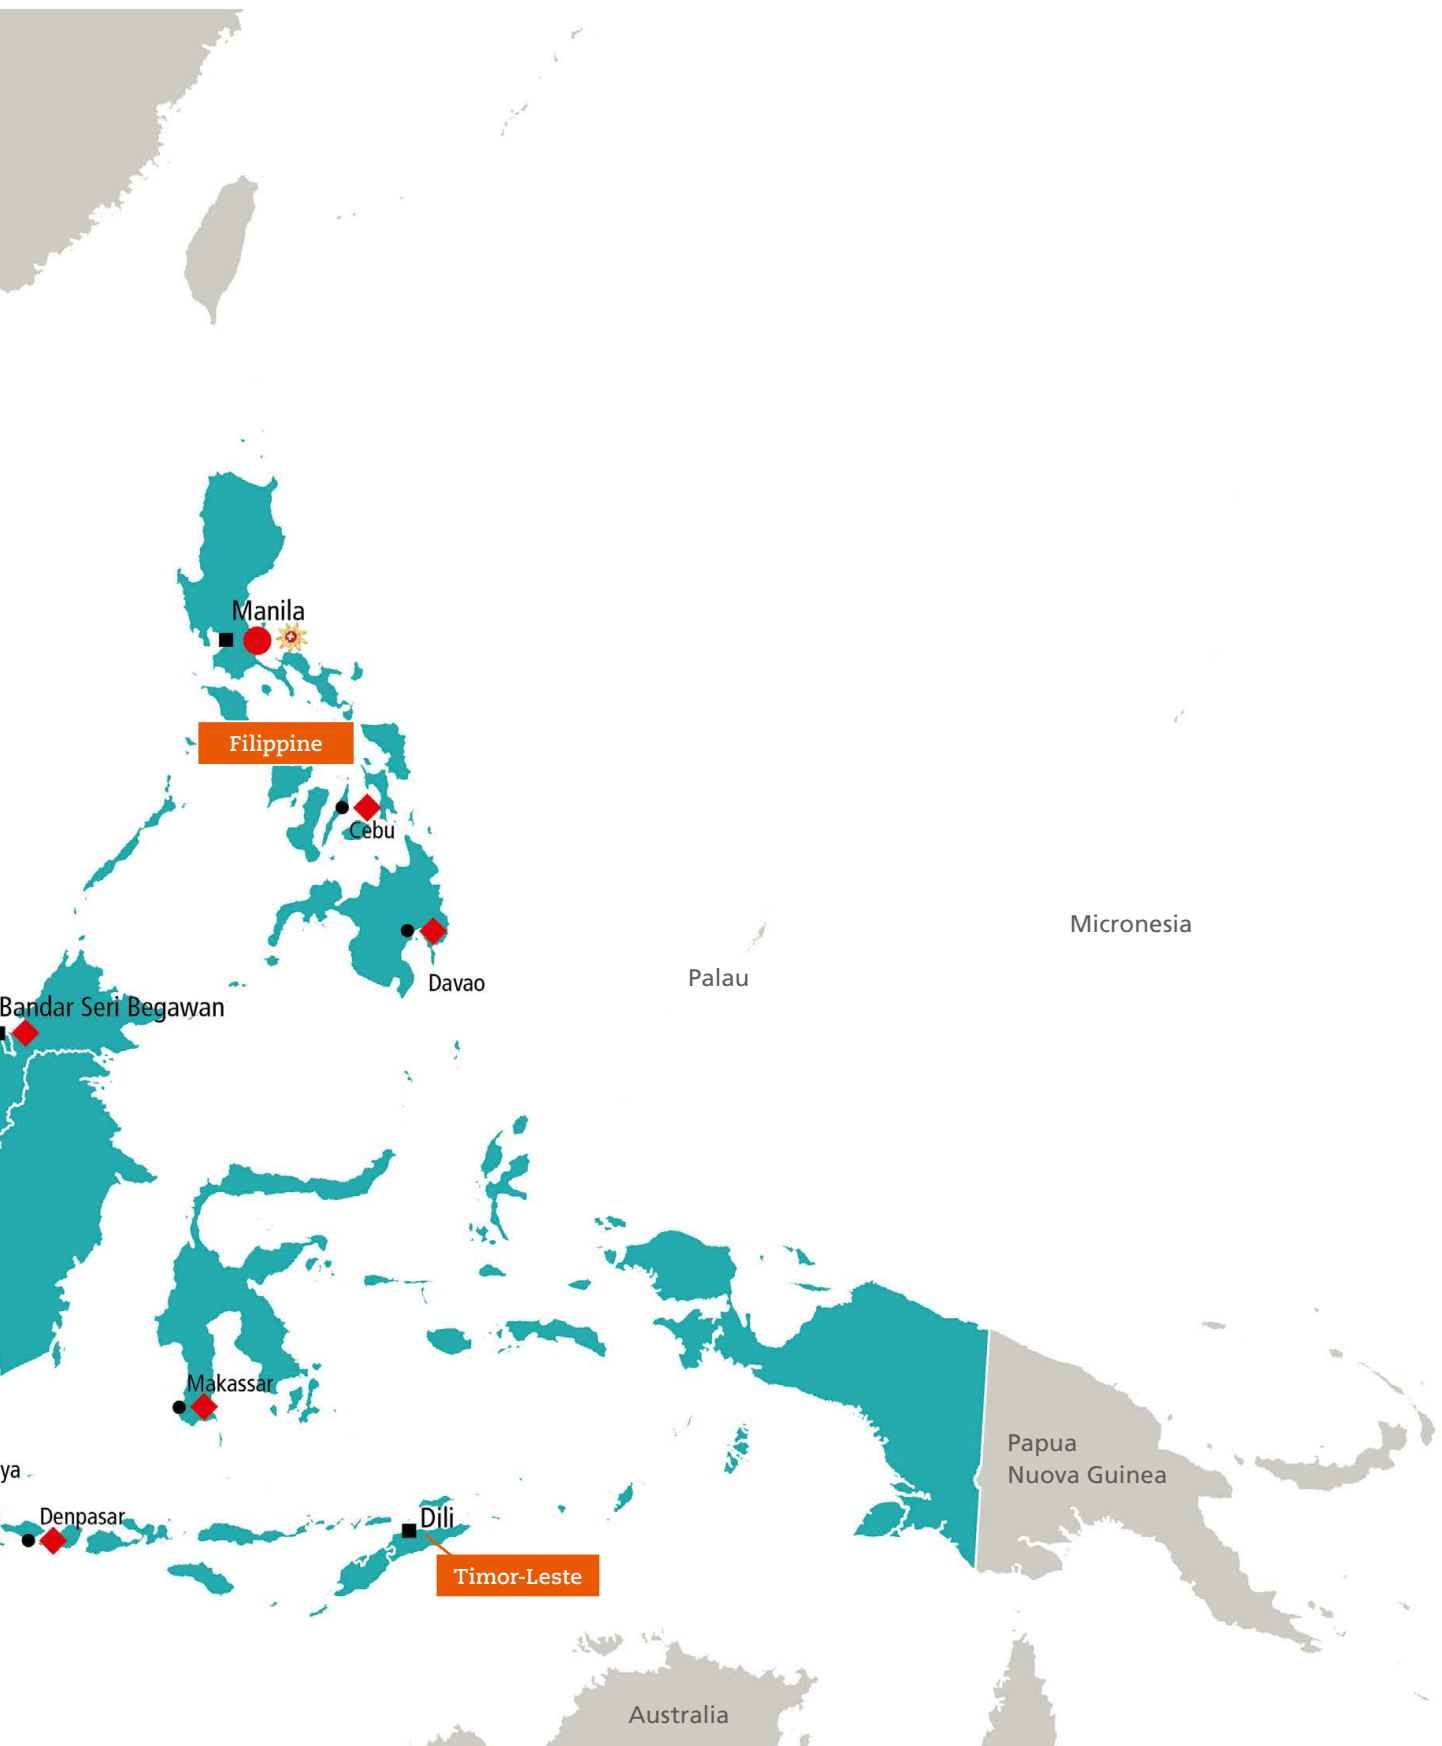 Manila
Filippine
Cebu
Micronesia
Palau
Davao
Bandar Seri Begawan
Makassar
Papua
Nuova Guinea
ya
Denpasar
Dili
Timor-Leste
Australia